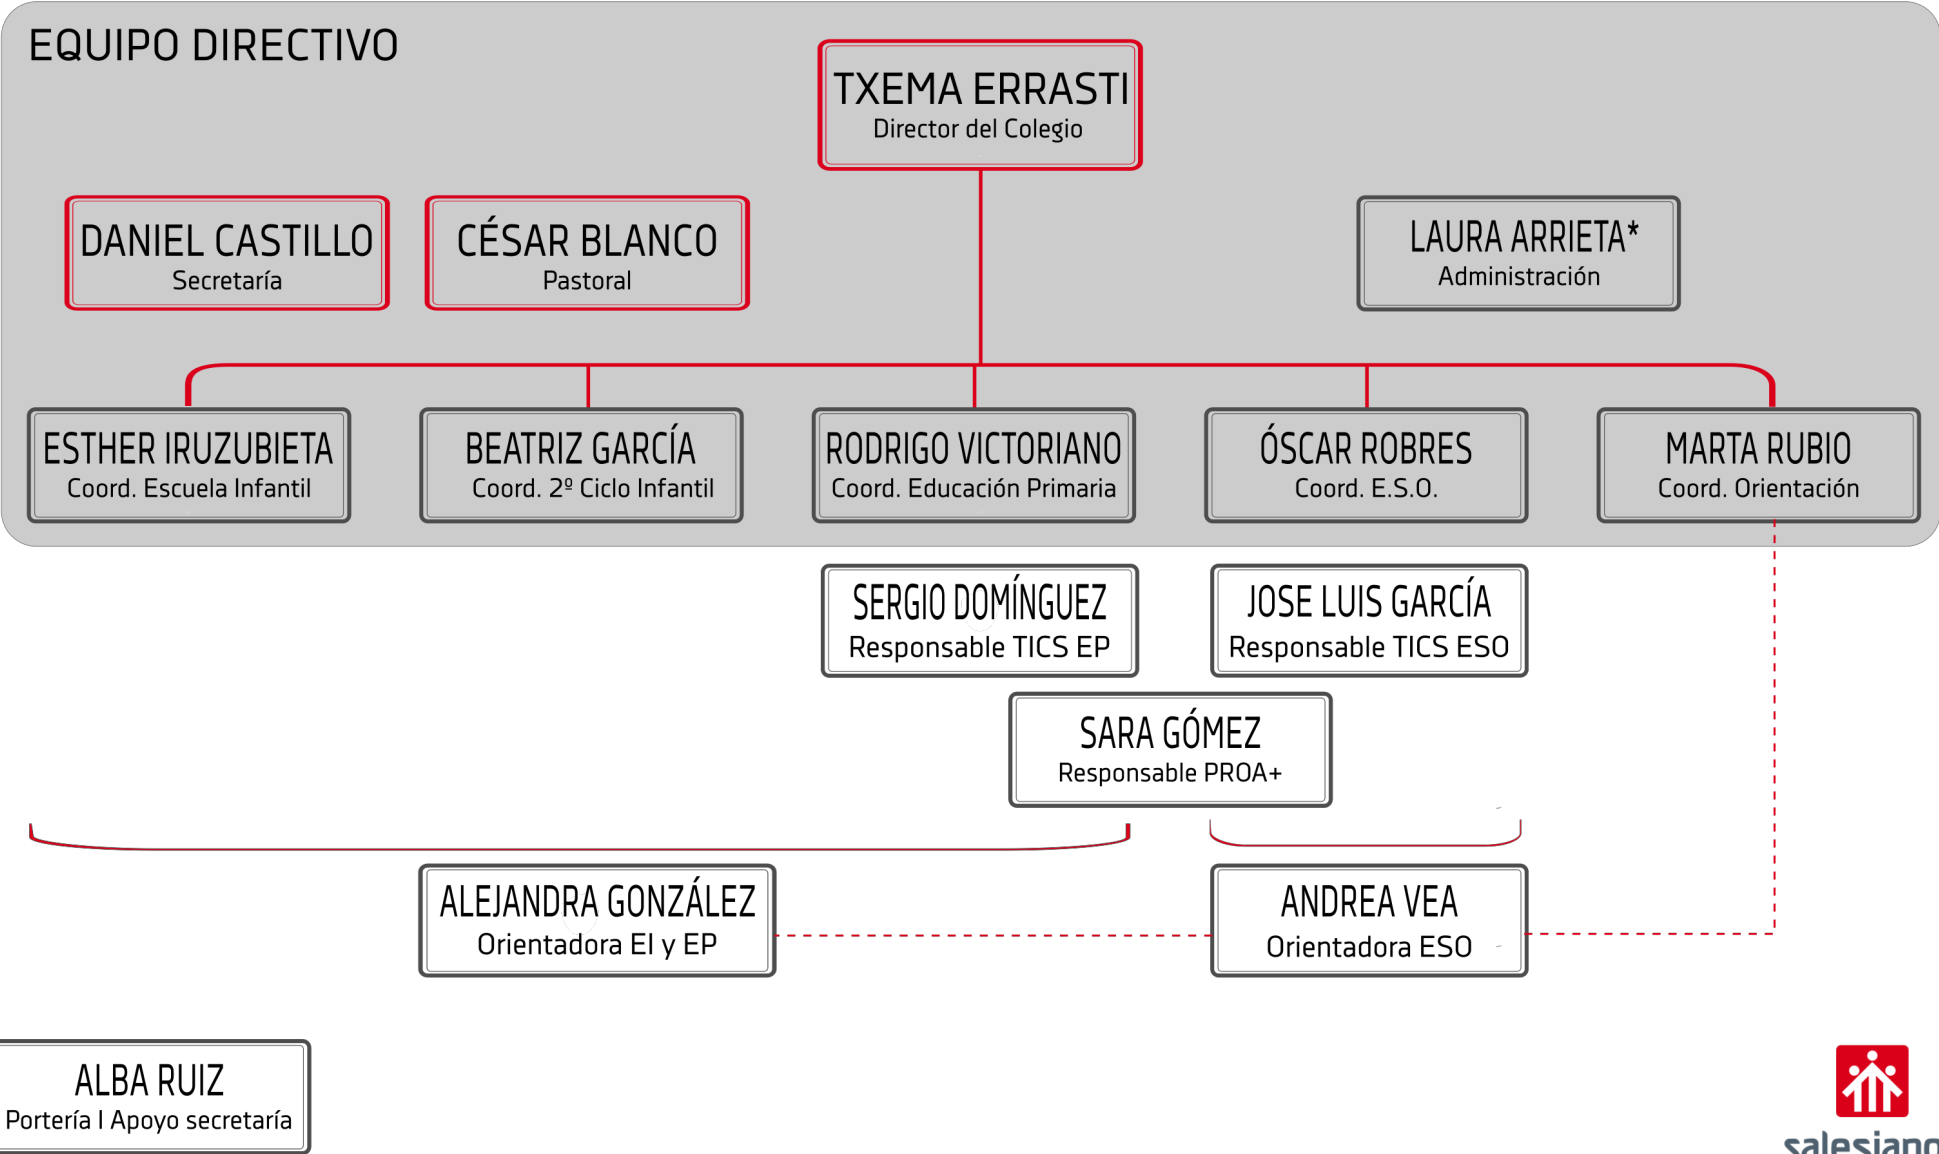 EQUIPO DIRECTIVO
TXEMA ERRASTI
Director del Colegio
DANIEL CASTILLO
Secretaría
CÉSAR BLANCO
Pastoral
LAURA ARRIETA*
Administración
ESTHER IRUZUBIETA
Coord. Escuela Infantil
BEATRIZ GARCÍA
Coord. 2º Ciclo Infantil
RODRIGO VICTORIANO
Coord. Educación Primaria
ÓSCAR ROBRES
Coord. E.S.O.
MARTA RUBIO
Coord. Orientación
SERGIO DOMÍNGUEZ
Responsable TICS EP
JOSE LUIS GARCÍA
Responsable TICS ESO
SARA GÓMEZ
Responsable PROA+
ALEJANDRA GONZÁLEZ
Orientadora EI y EP
ANDREA VEA
Orientadora ESO
ALBA RUIZ
Portería I Apoyo secretaría
salesiano